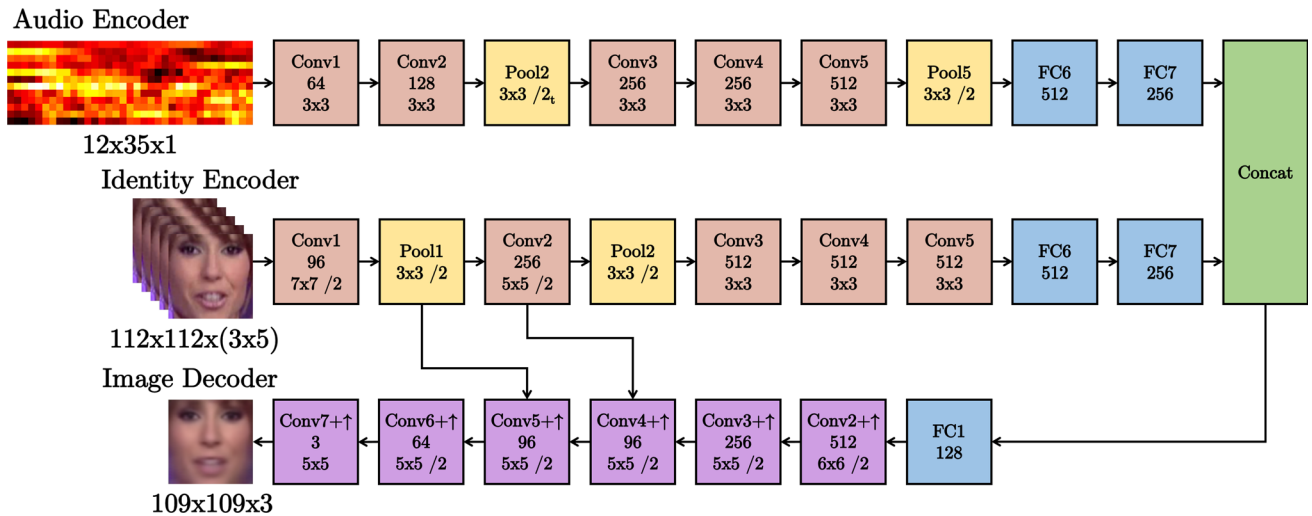 Audio Encoder
Conv1
64
3x3
Conv2
128
3x3
Pool2
3x3 /2t
Conv3
256
3x3
Conv4
256
3x3
Conv5
512
3x3
Pool5
3x3 /2
FC6
512
FC7
256
Concat
12x35x1
Identity Encoder
Conv1
96
7x7 /2
Pool1
3x3 /2
Conv2
256
5x5 /2
Pool2
3x3 /2
Conv3
512
3x3
Conv4
512
3x3
Conv5
512
3x3
FC6
512
FC7
256
112x112x(3x5)
Image Decoder
Conv7+↑
3
5x5
Conv6+↑
64
5x5 /2
Conv5+↑
96
5x5 /2
Conv4+↑
96
5x5 /2
Conv3+↑
256
5x5 /2
Conv2+↑
512
6x6 /2
FC1
128
109x109x3